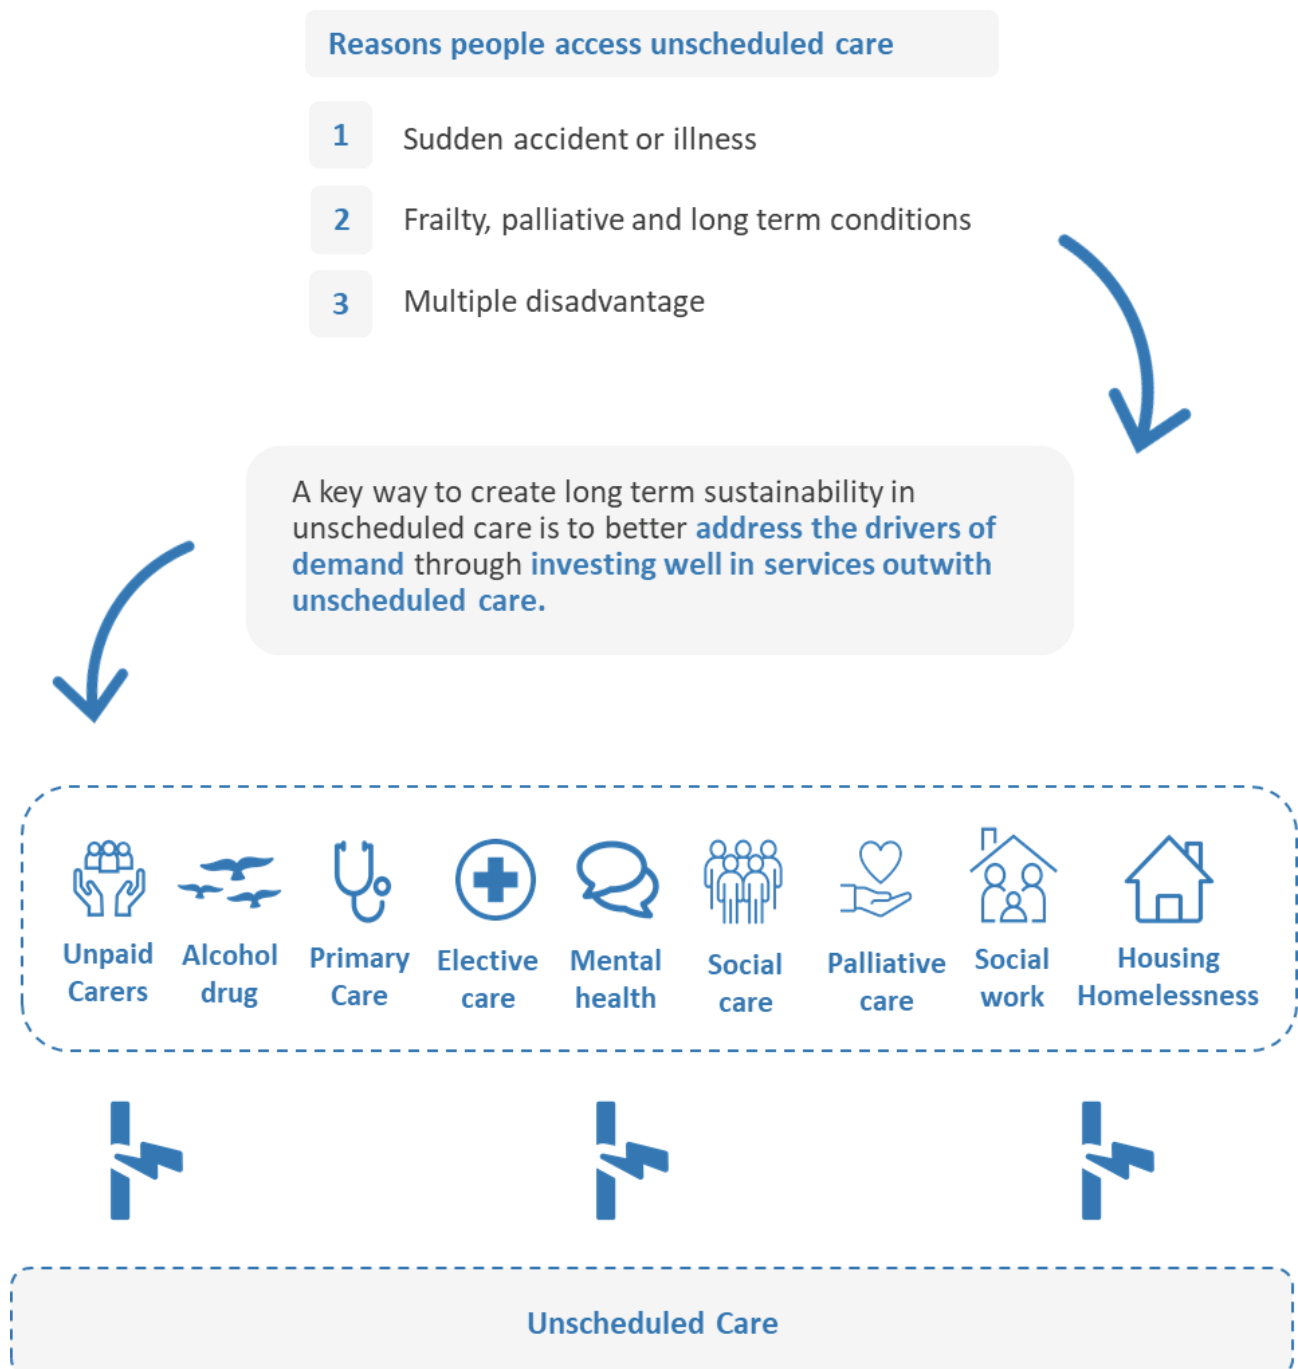 Reasons people access unscheduled care
1
Sudden accident or illness
2
Frailty, palliative and long term conditions
3
Multiple disadvantage
A key way to create long term sustainability in
unscheduled care is to better address the drivers of
demand through investing well in services outwith
unscheduled care.
Unpaid
Carers
Alcohol
drug
Primary
Care
Elective
care
Mental
health
Social
care
Palliative
care
Social
work
Housing
Homelessness
Unscheduled Care